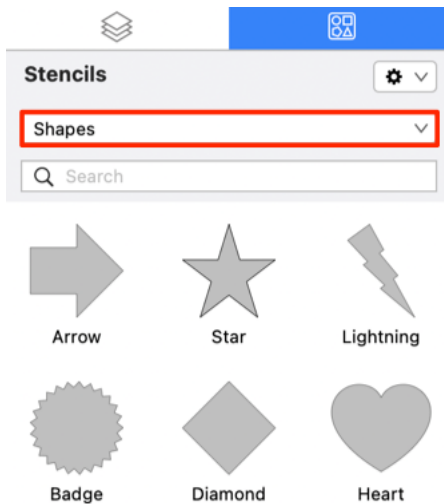 Stencils
Shapes
Search
Arrow Star Lightning
Badge Diamond Heart